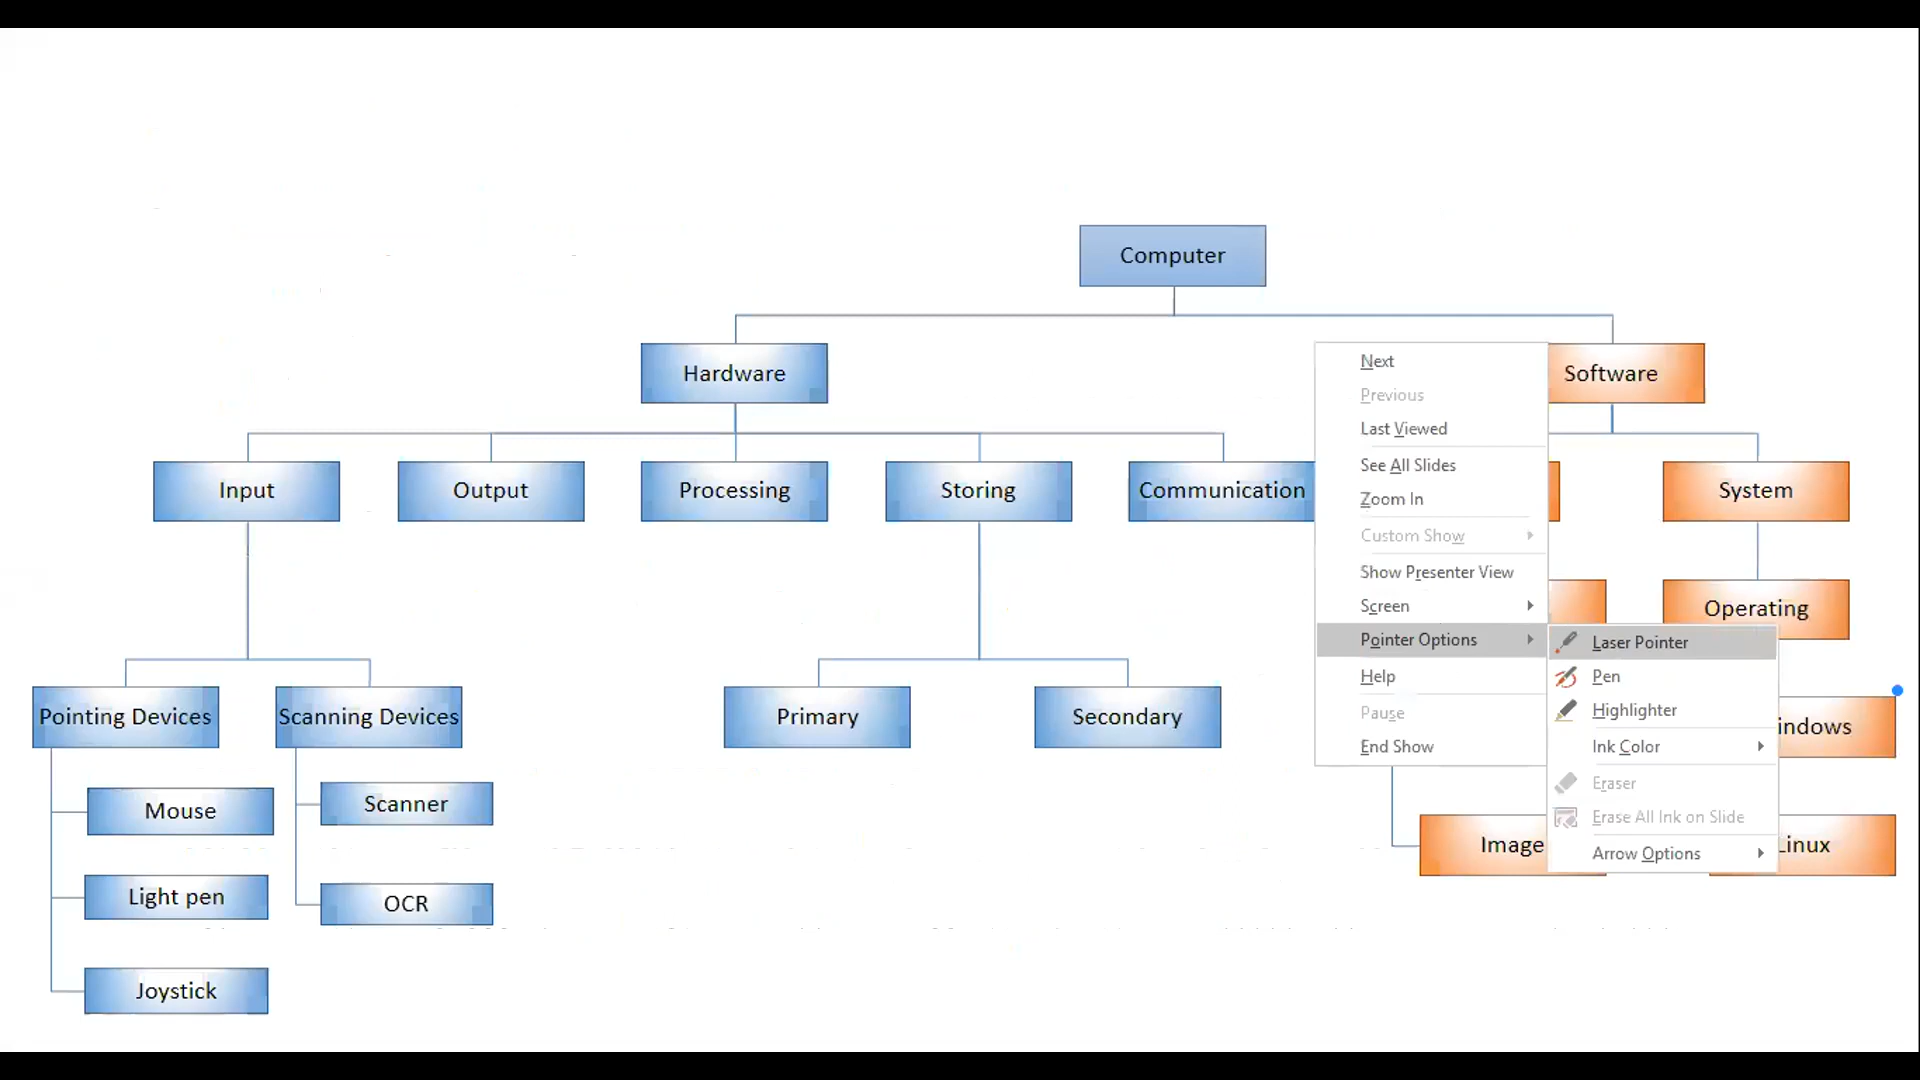 Computer
Hardware
Software
Input
Output
Processing
Storing
Communication
System
Operating
Pointing Devices
Scanning Devices
Primary
Secondary
indows
Mouse
Scanner
Image
Linux
Light pen
OCR
Joystick
Next
Previous
Last Viewed
See All Slides
Zoom In
Custom Show
Show Presenter View
Screen
Pointer Options
Help
Pause
End Show
Laser Pointer
Pen
Highlighter
Ink Color
Eraser
Erase All Ink on Slide
Arrow Options